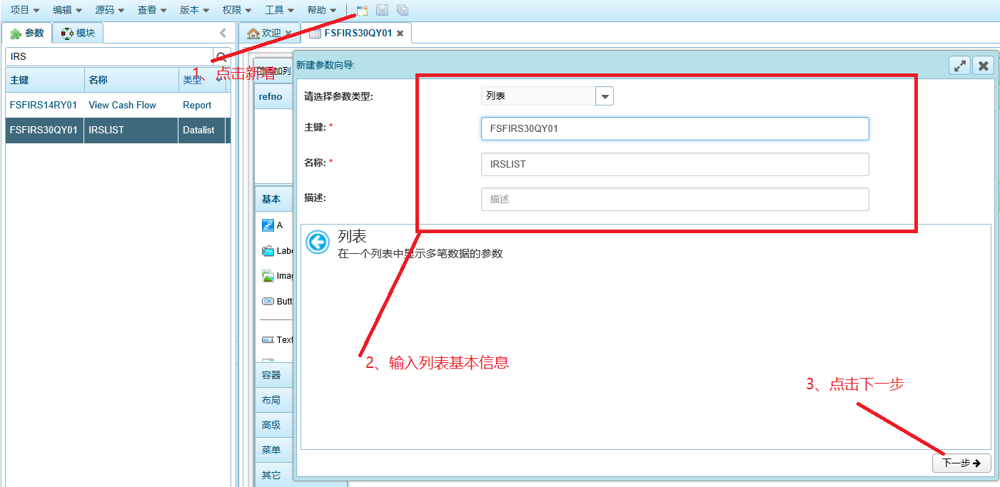 项目 编辑 源码 查看 版本 权限 工具 帮助
参数 模块
欢迎 FSFIRS30QY01
IRS
主键 名称 类型
FSFIRS14RY01 View Cash Flow Report
FSFIRS30QY01 IRSLIST Datalist
1、点击新增
加列
refno
基本
A
Labe
Imag
Butt
Text
容器
布局
高级
菜单
其它
新建参数向导:
请选择参数类型: 列表
主键: * FSFIRS30QY01
名称: * IRSLIST
描述: 描述
列表
在一个列表中显示多笔数据的参数
2、输入列表基本信息
3、点击下一步
下一步